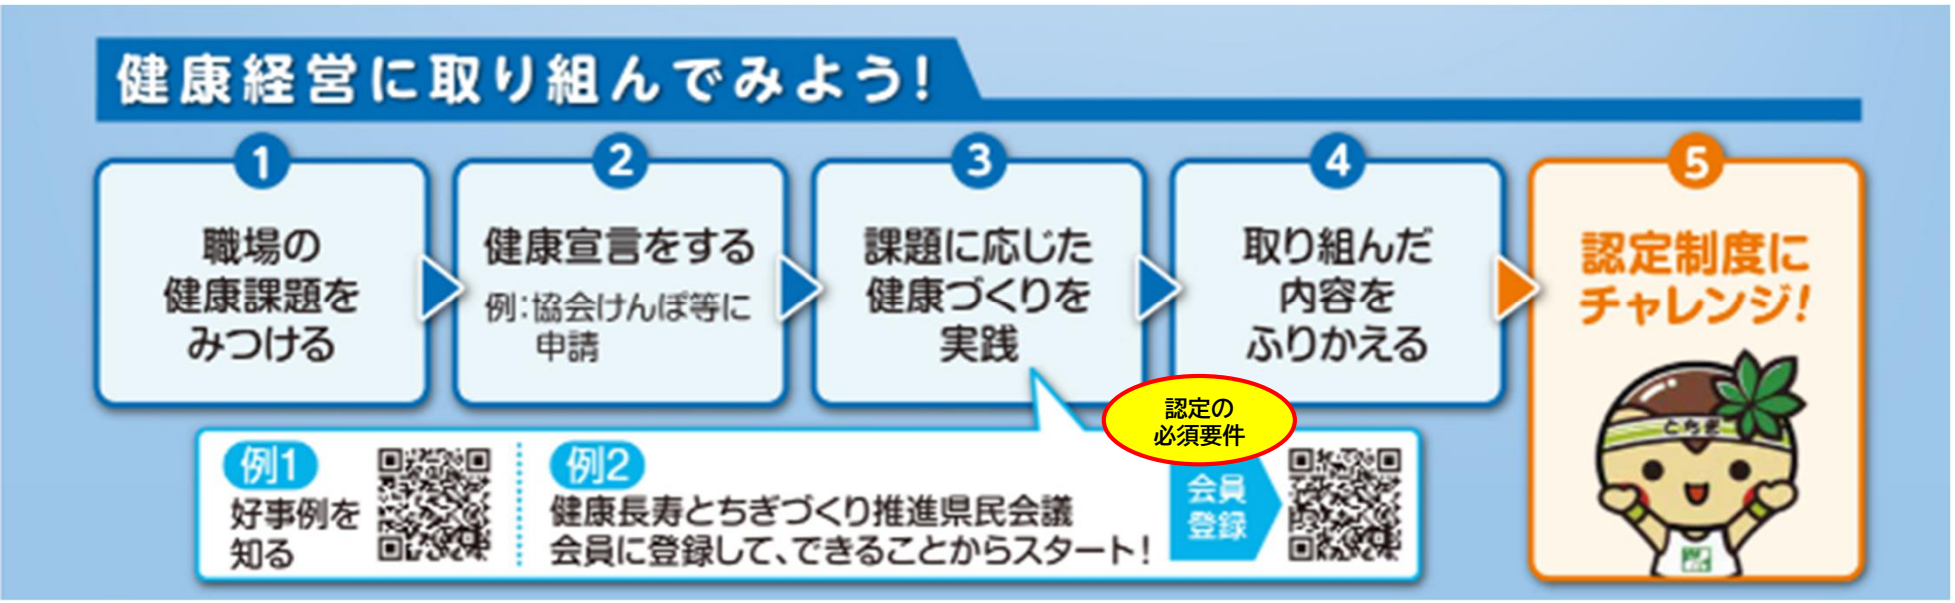 健康経営に取り組んでみよう！
1
職場の
健康課題を
みつける
2
健康宣言をする
例：協会けんぽ等に
申請
3
課題に応じた
健康づくりを
実践
4
取り組んだ
内容を
ふりかえる
5
認定制度に
チャレンジ！
とちまる
例1
好事例を
知る
例2
健康長寿とちぎづくり推進県民会議
会員に登録して、できることからスタート！
認定の
必須要件
会員
登録